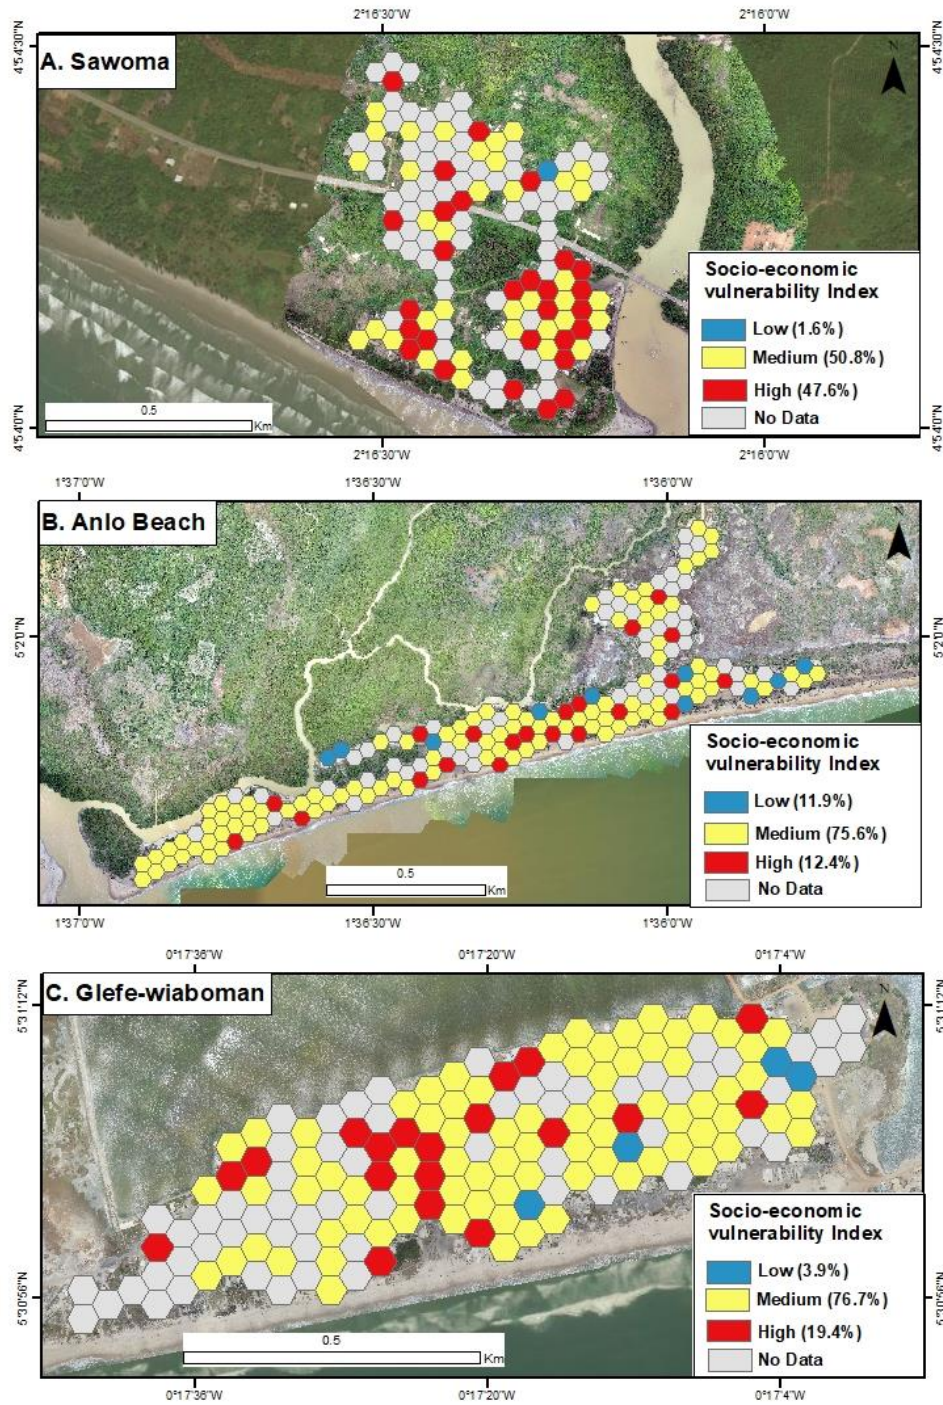 2°16'30"W 2°16'0"W
4°54'30"N
4°54'30"N
A. Sawoma
N
Socio-economic
vulnerability Index
Low (1.6%)
Medium (50.8%)
High (47.6%)
No Data
0.5
Km
4°54'0"N
4°54'0"N
2°16'30"W 2°16'0"W
1°37'0"W 1°36'30"W 1°36'0"W
B. Anlo Beach
N
5°2'0"N
5°2'0"N
Socio-economic
vulnerability Index
Low (11.9%)
Medium (75.6%)
High (12.4%)
No Data
0.5
Km
1°37'0"W 1°36'30"W 1°36'0"W
0°17'36"W 0°17'20"W 0°17'4"W
C. Glefe-wiaboman
N
5°31'12"N
5°31'12"N
Socio-economic
vulnerability Index
Low (3.9%)
Medium (76.7%)
High (19.4%)
No Data
0.5
Km
5°30'56"N
5°30'56"N
0°17'36"W 0°17'20"W 0°17'4"W